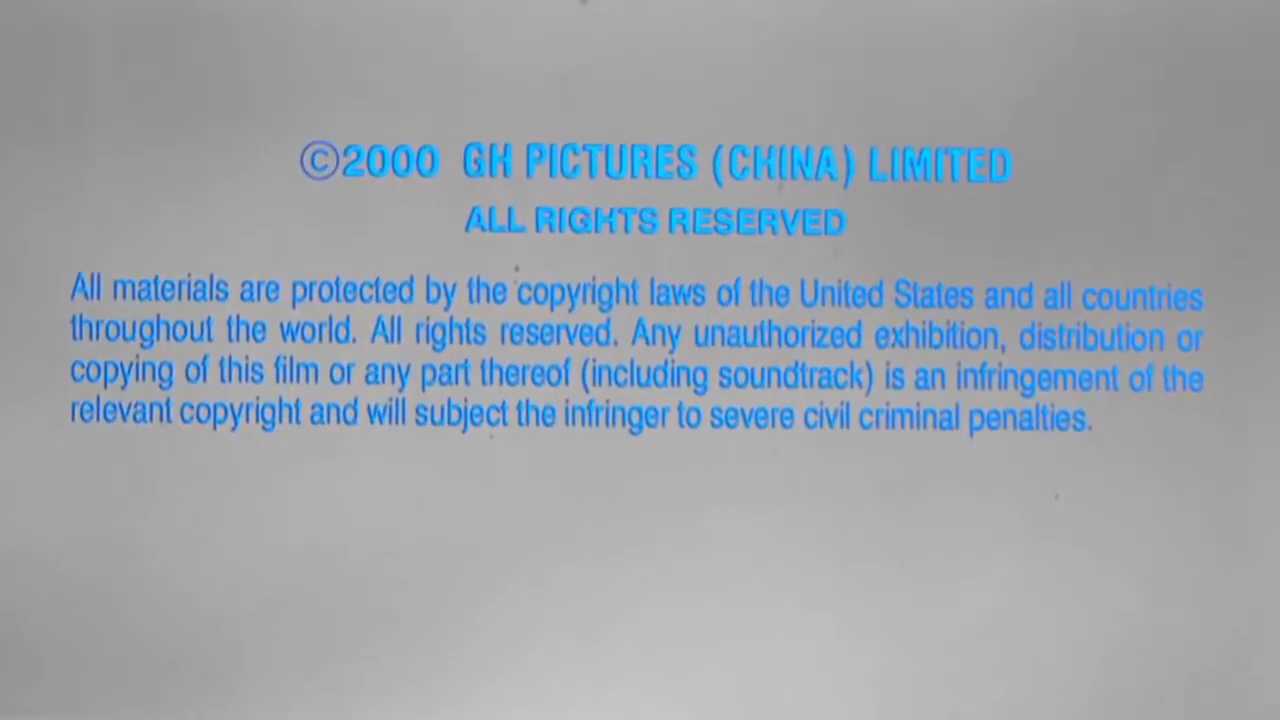 ©2000 GH PICTURES (CHINA) LIMITED
ALL RIGHTS RESERVED
All materials are protected by the copyright laws of the United States and all countries
throughout the world. All rights reserved. Any unauthorized exhibition, distribution or
copying of this film or any part thereof (including soundtrack) is an infringement of the
relevant copyright and will subject the infringer to severe civil criminal penalties.